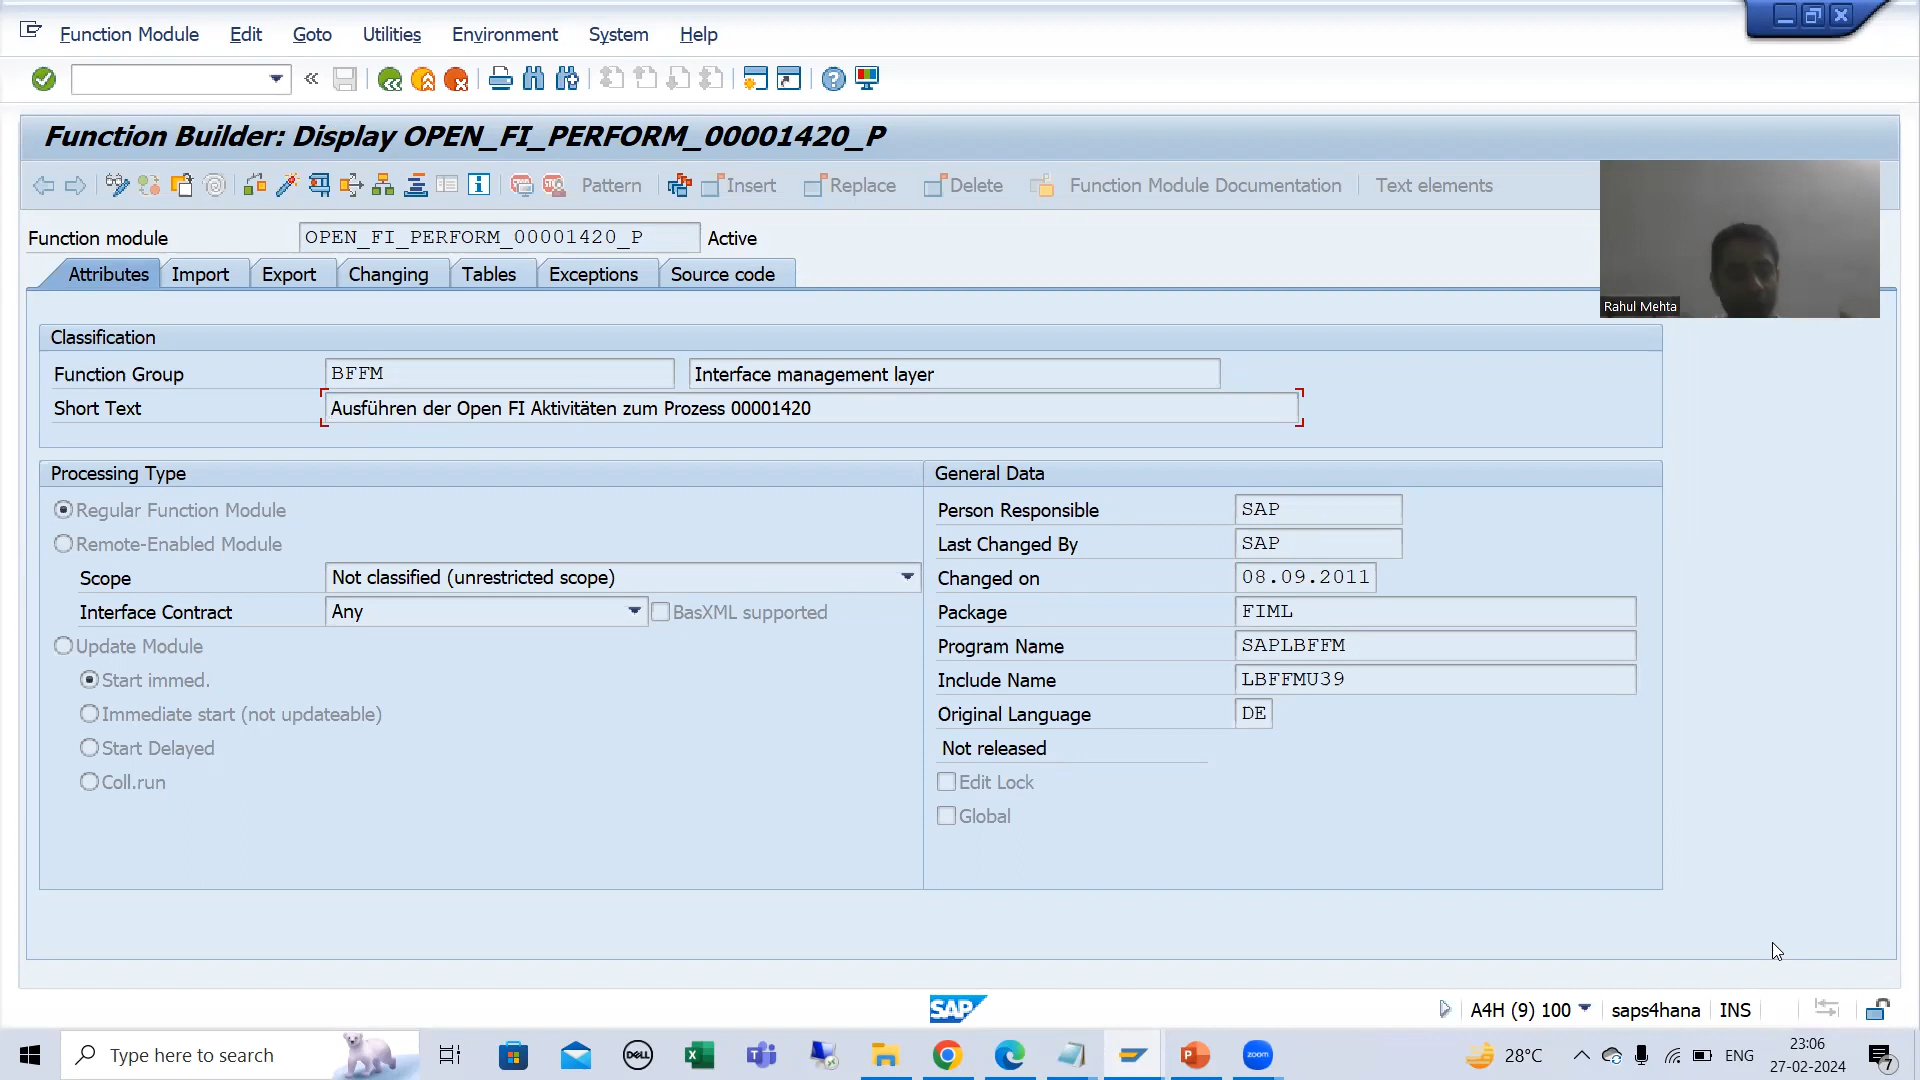 Function Module Edit Goto Utilities Environment System Help
Function Builder: Display OPEN_FI_PERFORM_00001420_P
Pattern Insert Replace Delete Function Module Documentation Text elements
Function module OPEN_FI_PERFORM_00001420_P Active
Attributes Import Export Changing Tables Exceptions Source code
Rahul Mehta
Classification
Function Group BFFM Interface management layer
Short Text Ausführen der Open FI Aktivitäten zum Prozess 00001420
Processing Type
Regular Function Module
Remote-Enabled Module
Scope Not classified (unrestricted scope)
Interface Contract Any BasXML supported
Update Module
Start immed.
Immediate start (not updateable)
Start Delayed
Coll.run
General Data
Person Responsible SAP
Last Changed By SAP
Changed on 08.09.2011
Package FIML
Program Name SAPLBFFM
Include Name LBFFMU39
Original Language DE
Not released
Edit Lock
Global
SAP
A4H (9) 100 saps4hana INS
Type here to search
DELL
zoom
28°C
ENG
23:06
27-02-2024
7